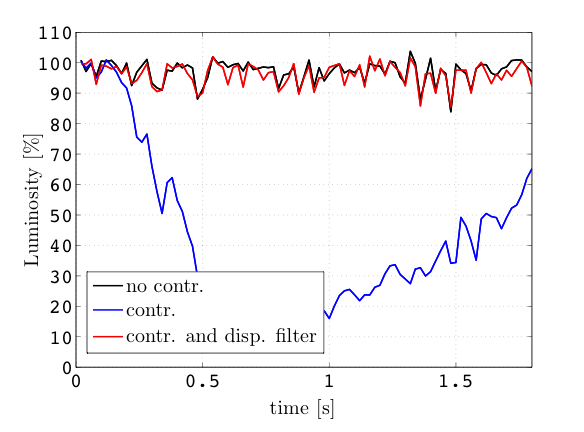 110
100
90
80
70
60
50
40
30
20
10
0
Luminosity [%]
no contr.
contr.
contr. and disp. filter
0 0.5 1 1.5
time [s]